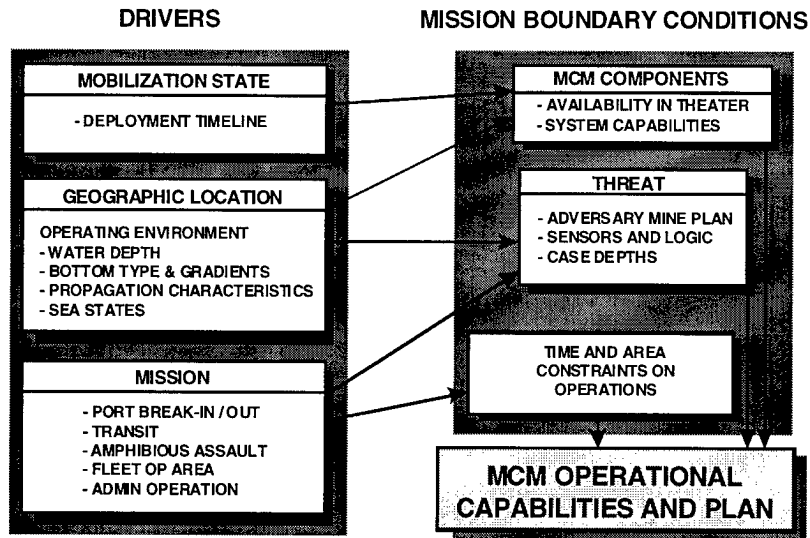 DRIVERS
MOBILIZATION STATE
- DEPLOYMENT TIMELINE
GEOGRAPHIC LOCATION
OPERATING ENVIRONMENT
- WATER DEPTH
- BOTTOM TYPE & GRADIENTS
- PROPAGATION CHARACTERISTICS
- SEA STATES
MISSION
- PORT BREAK-IN / OUT
- TRANSIT
- AMPHIBIOUS ASSAULT
- FLEET OP AREA
- ADMIN OPERATION
MISSION BOUNDARY CONDITIONS
MCM COMPONENTS
- AVAILABILITY IN THEATER
- SYSTEM CAPABILITIES
THREAT
- ADVERSARY MINE PLAN
- SENSORS AND LOGIC
- CASE DEPTHS
TIME AND AREA
CONSTRAINTS ON
OPERATIONS
MCM OPERATIONAL
CAPABILITIES AND PLAN